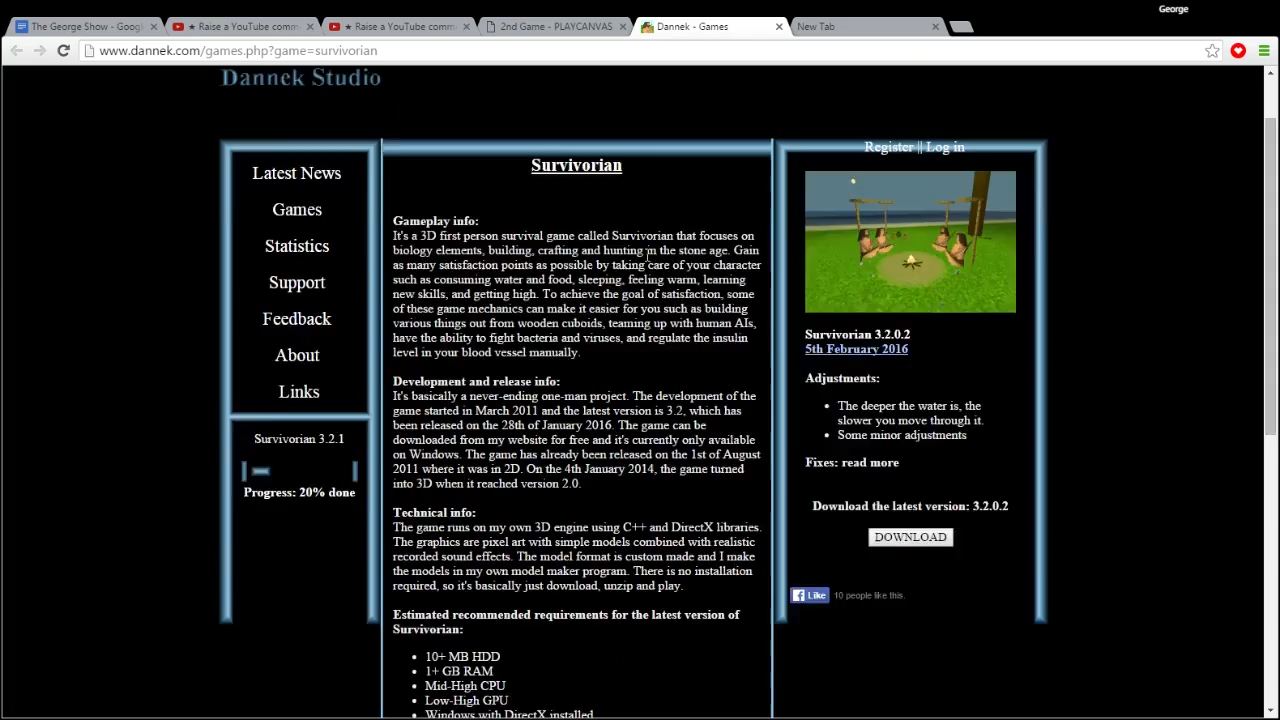 George
The George Show - Googl
★ Raise a YouTube comm
★ Raise a YouTube comm
2nd Game - PLAYCANVAS
Dannek - Games
New Tab
www.dannek.com/games.php?game=survivorian
Dannek Studio
Latest News
Games
Statistics
Support
Feedback
About
Links
Survivorian 3.2.1
Progress: 20% done
Survivorian
Gameplay info:
It's a 3D first person survival game called Survivorian that focuses on
biology elements, building, crafting and hunting in the stone age. Gain
as many satisfaction points as possible by taking care of your character
such as consuming water and food, sleeping, feeling warm, learning
new skills, and getting high. To achieve the goal of satisfaction, some
of these game mechanics can make it easier for you such as building
various things out from wooden cuboids, teaming up with human AIs,
have the ability to fight bacteria and viruses, and regulate the insulin
level in your blood vessel manually.
Development and release info:
It's basically a never-ending one-man project. The development of the
game started in March 2011 and the latest version is 3.2, which has
been released on the 28th of January 2016. The game can be
downloaded from my website for free and it's currently only available
on Windows. The game has already been released on the 1st of August
2011 where it was in 2D. On the 4th January 2014, the game turned
into 3D when it reached version 2.0.
Technical info:
The game runs on my own 3D engine using C++ and DirectX libraries.
The graphics are pixel art with simple models combined with realistic
recorded sound effects. The model format is custom made and I make
the models in my own model maker program. There is no installation
required, so it's basically just download, unzip and play.
Estimated recommended requirements for the latest version of
Survivorian:
10+ MB HDD
1+ GB RAM
Mid-High CPU
Low-High GPU
Windows with DirectX installed
Register || Log in
Survivorian 3.2.0.2
5th February 2016
Adjustments:
The deeper the water is, the
slower you move through it.
Some minor adjustments
Fixes: read more
Download the latest version: 3.2.0.2
DOWNLOAD
Like 10 people like this.